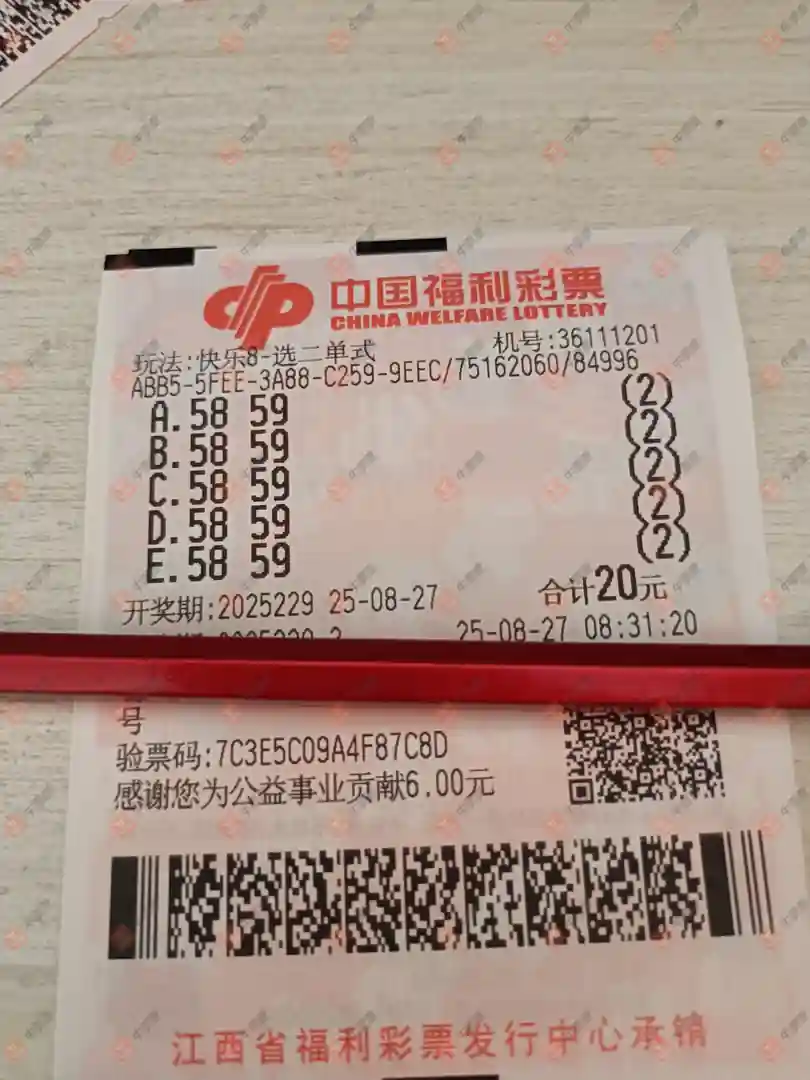 中国福利彩票
CHINA WELFARE LOTTERY
玩法:快乐8-选二单式 机号:36111201
ABB5-5FEE-3A88-C259-9EEC/75162060/84996
A.58 59 (2)
B.58 59 (2)
C.58 59 (2)
D.58 59 (2)
E.58 59 (2)
开奖期:2025229 25-08-27 合计20元
25-08-27 08:31:20
号
验票码:7C3E5C09A4F87C8D
感谢您为公益事业贡献6.00元
江西省福利彩票发行中心承销